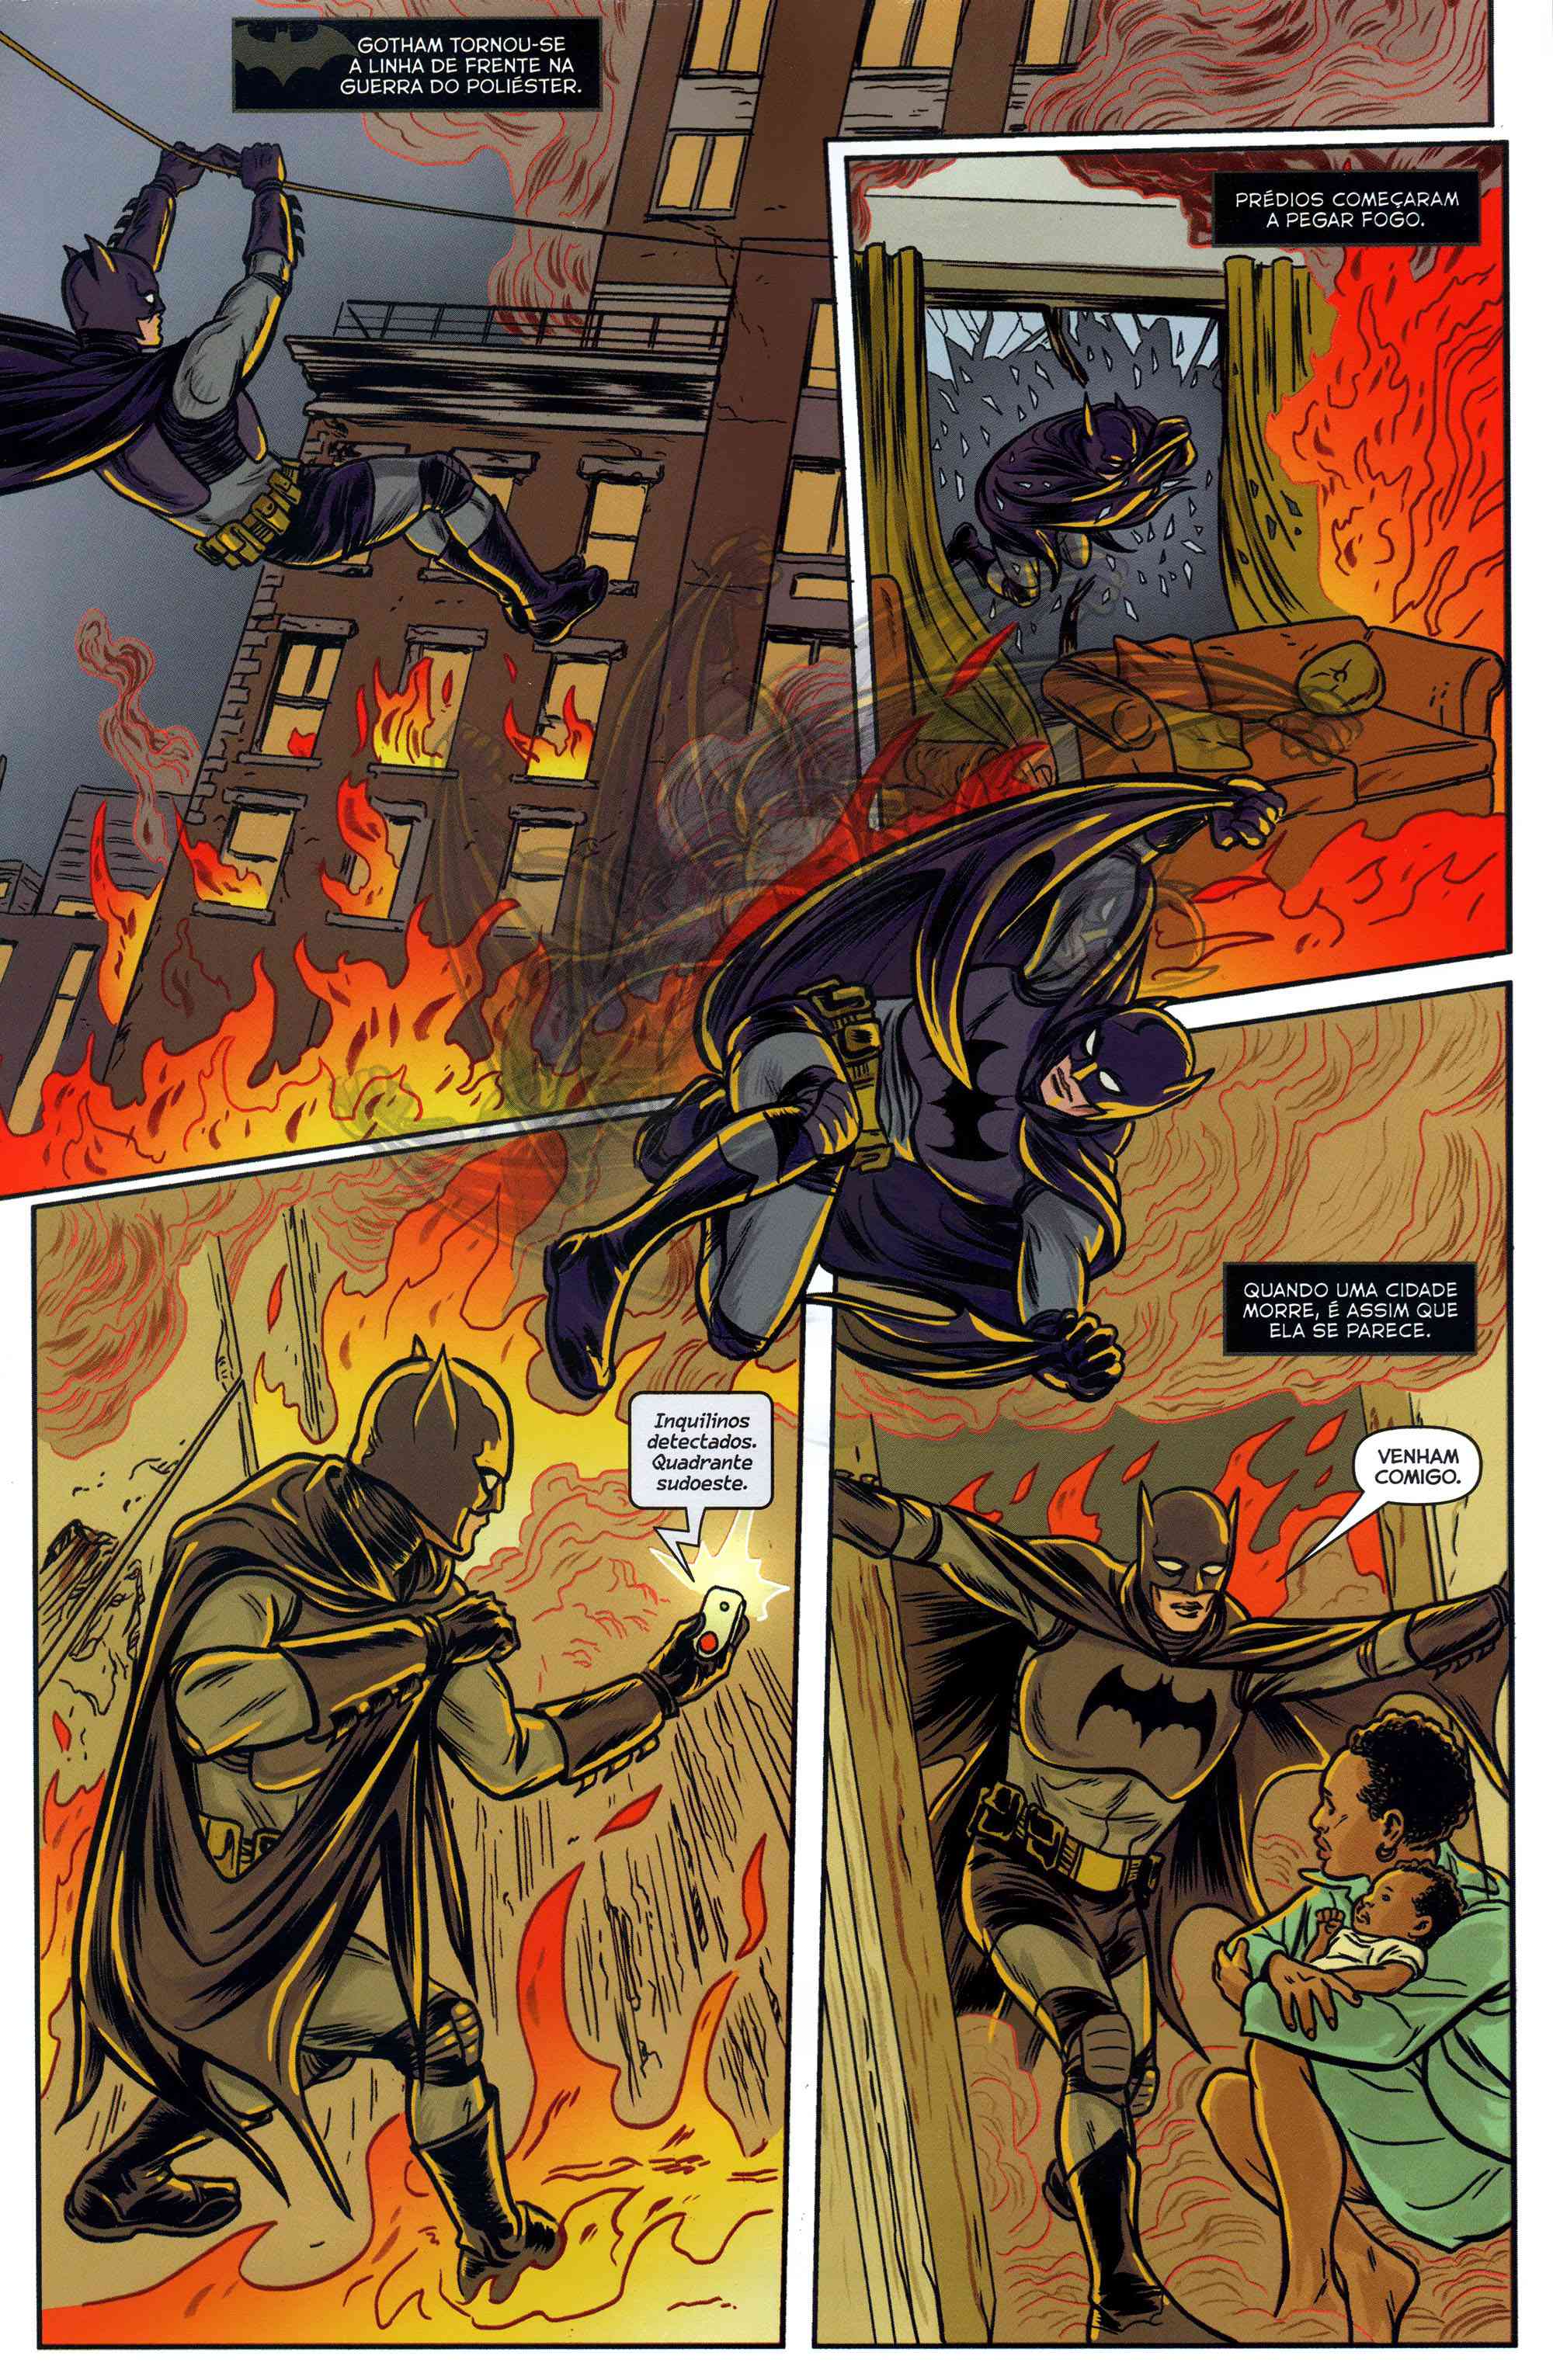 GOTHAM TORNOU-SE
A LINHA DE FRENTE NA
GUERRA DO POLIÉSTER.
PRÉDIOS COMEÇARAM
A PEGAR FOGO.
Inquilinos
detectados.
Quadrante
sudoeste.
QUANDO UMA CIDADE
MORRE, É ASSIM QUE
ELA SE PARECE.
VENHAM
COMIGO.